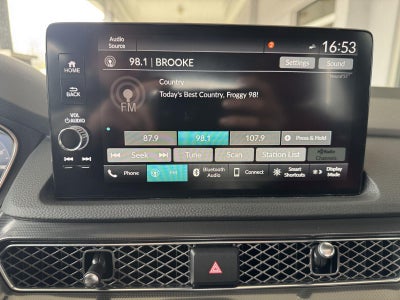 Audio
Source
16:53
HOME
98.1 | BROOKE
Settings
Sound
Country
Today's Best Country, Froggy 98!
BACK
FM
VOL
AUDIO
87.9
98.1
107.9
Press & Hold
Seek
Tune
Scan
Station List
Radio
Channels
Phone
FM
Bluetooth
Audio
Connect
Smart
Shortcuts
Display
Mode